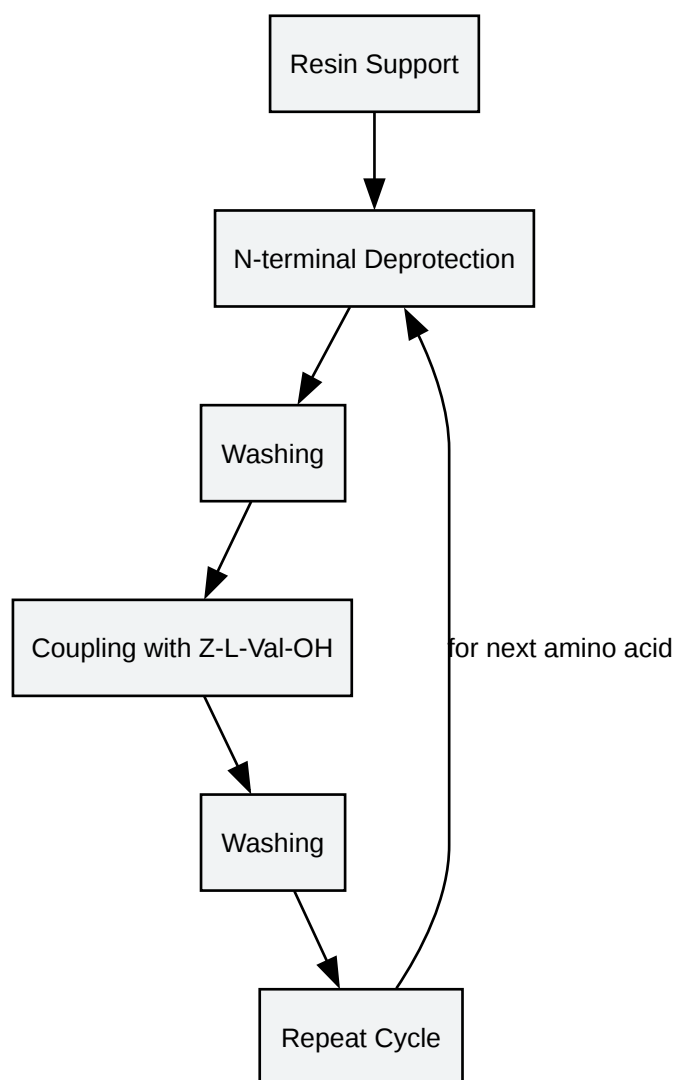 Resin Support
N-terminal Deprotection
Washing
Coupling with Z-L-Val-OH
for next amino acid
Washing
Repeat Cycle